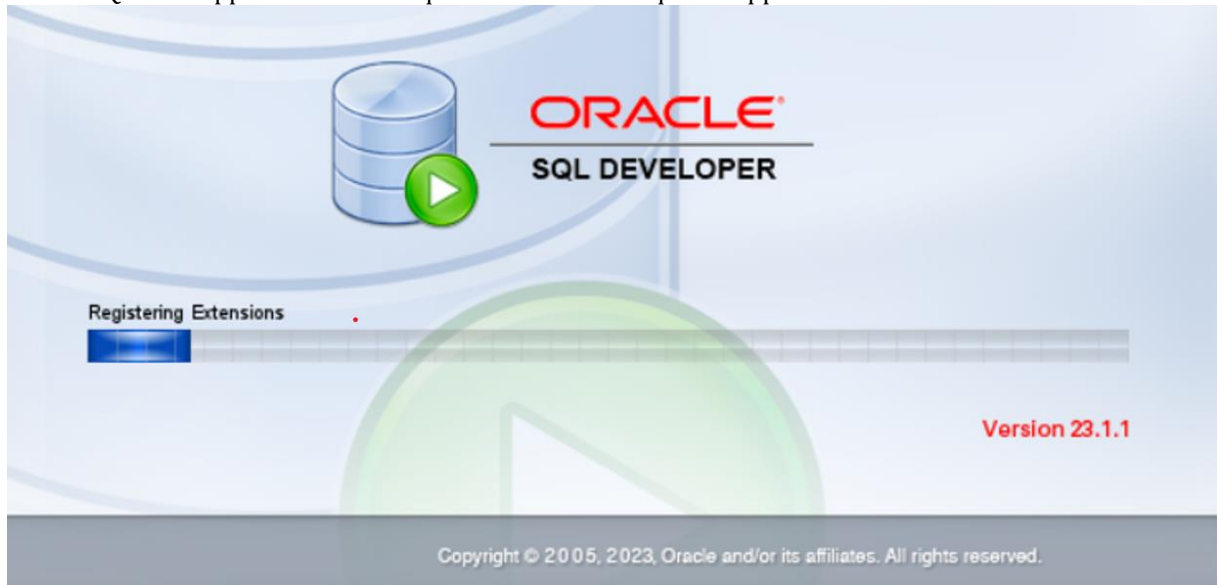 ORACLE
SQL DEVELOPER
Registering Extensions
Version 23.1.1
Copyright © 2005, 2023, Oracle and/or its affiliates. All rights reserved.